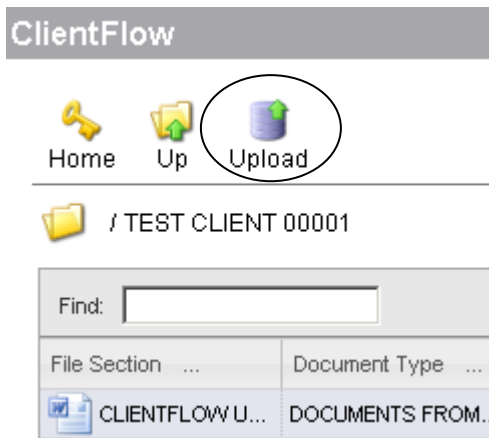 ClientFlow
Home Up Upload
/ TEST CLIENT 00001
Find:
File Section ... Document Type ...
CLIENTFLOW U... DOCUMENTS FROM...